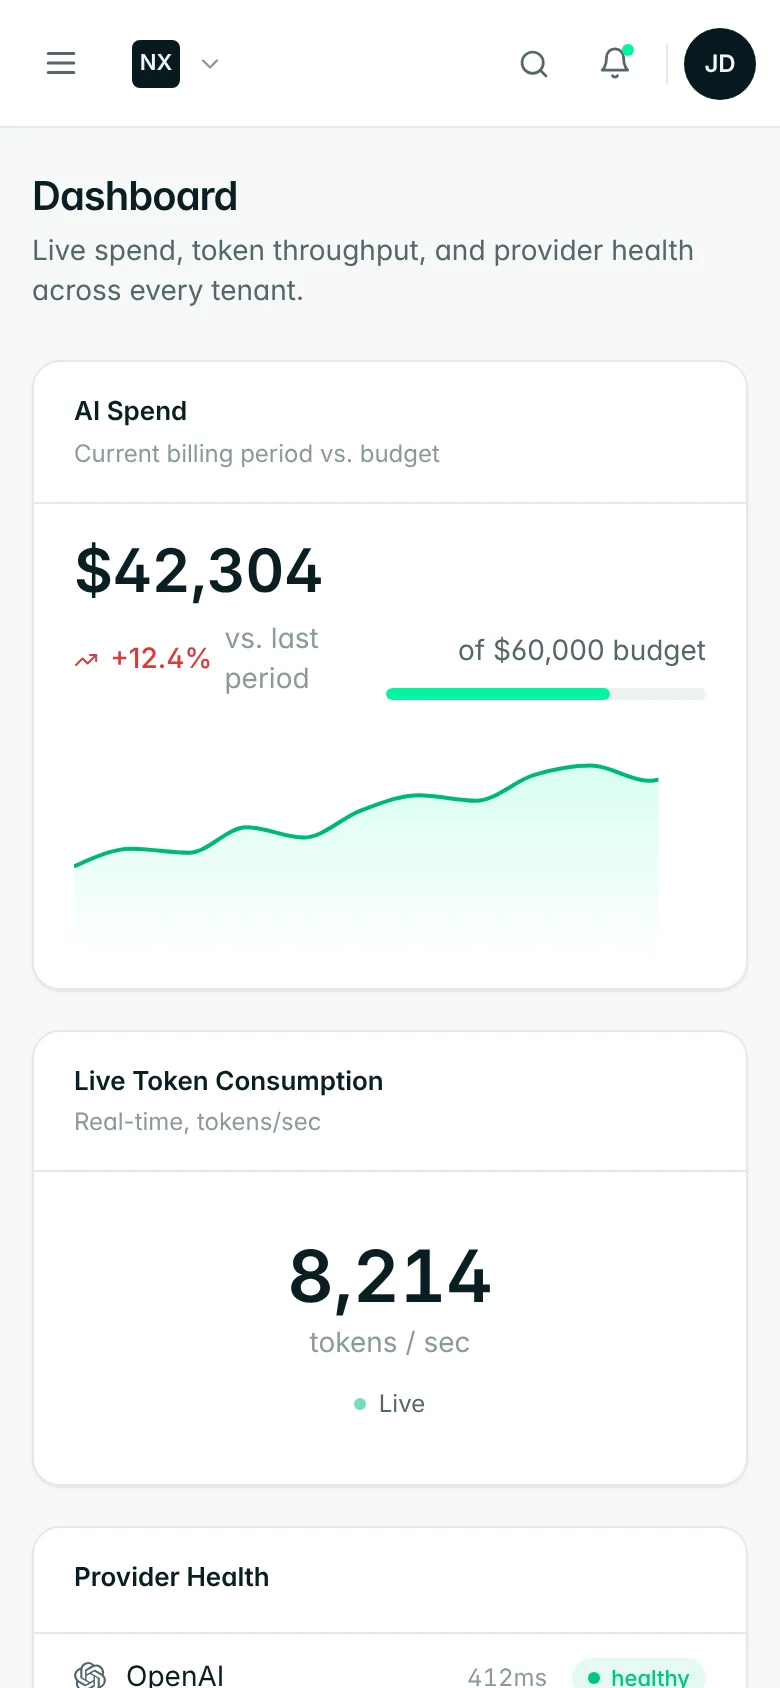 NX
JD
Dashboard
Live spend, token throughput, and provider health
across every tenant.
AI Spend
Current billing period vs. budget
$42,304
+12.4% vs. last
period
of $60,000 budget
Live Token Consumption
Real-time, tokens/sec
8,214
tokens / sec
Live
Provider Health
OpenAI 412ms healthy